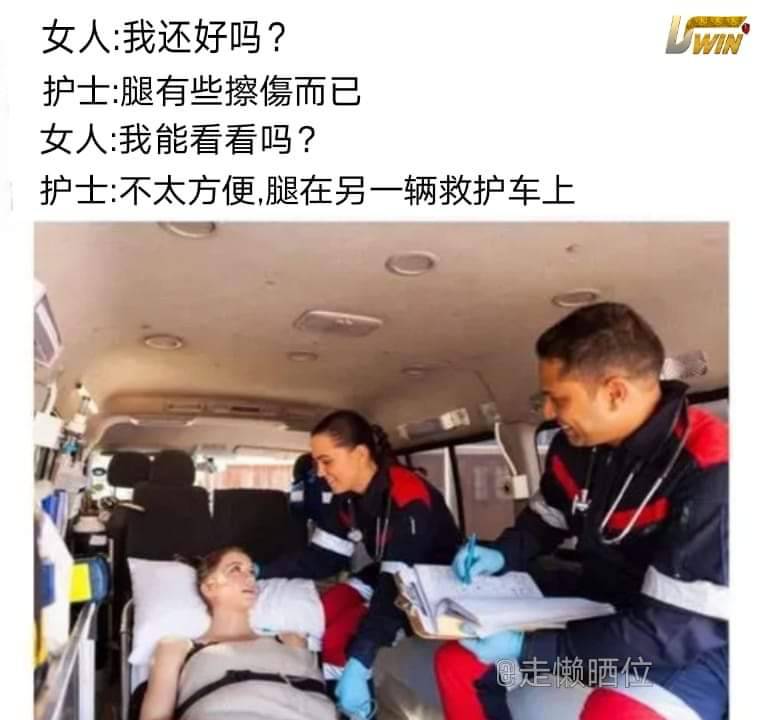 女人:我还好吗?
UWIN
护士:腿有些擦傷而已
女人:我能看看吗?
护士:不太方便,腿在另一辆救护车上
@走懒晒位